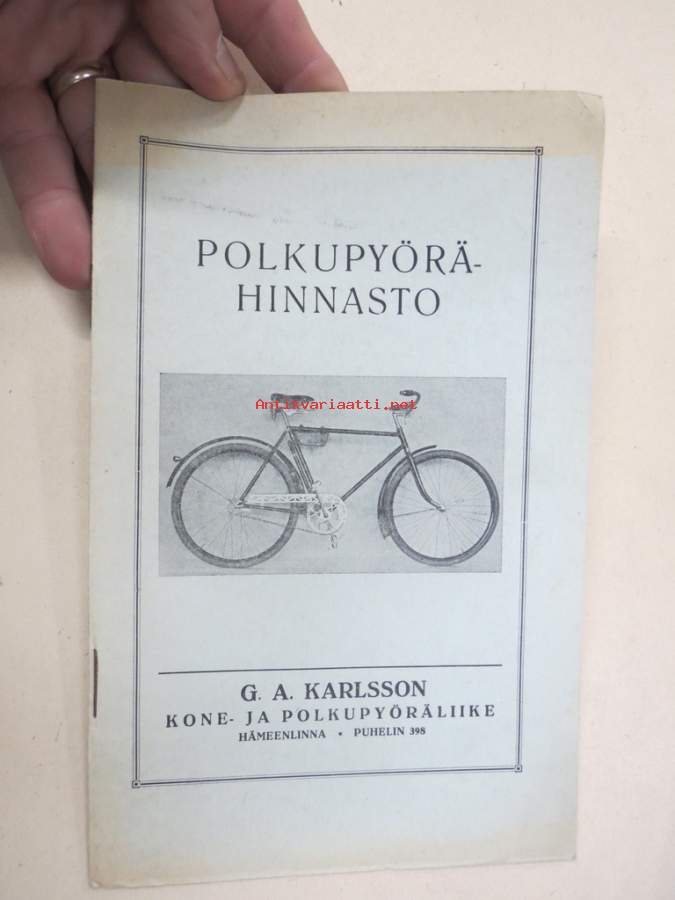 POLKUPYÖRÄ-
HINNASTO
Antikvariaatti.net
G. A. KARLSSON
KONE- JA POLKUPYÖRÄLIIKE
HÄMEENLINNA • PUHELIN 398